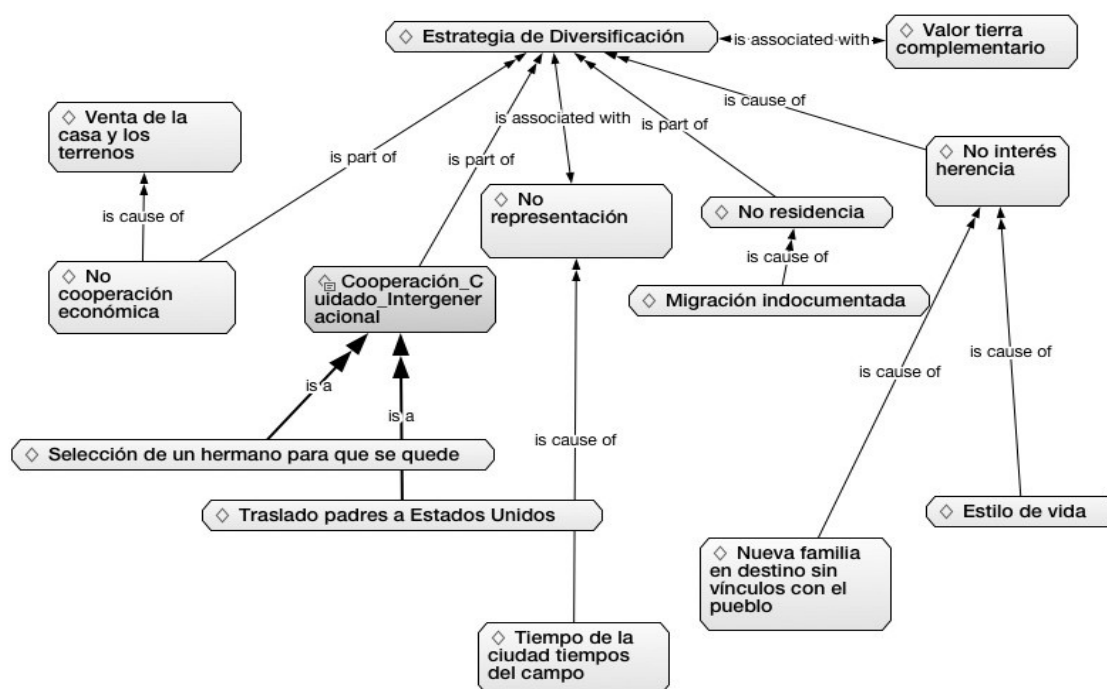 Estrategia de Diversificación
is associated with
Valor tierra
complementario
is cause of
Venta de la
casa y los
terrenos
is associated with
is part of
is part of
is part of
No interés
herencia
No
representación
No residencia
is cause of
is cause of
No
cooperación
económica
Cooperación_C
uidado_Intergener
acional
Migración indocumentada
is a
is cause of
is cause of
is a
is cause of
Selección de un hermano para que se quede
Traslado padres a Estados Unidos
Estilo de vida
Nueva familia
en destino sin
vínculos con el
pueblo
Tiempo de la
ciudad tiempos
del campo